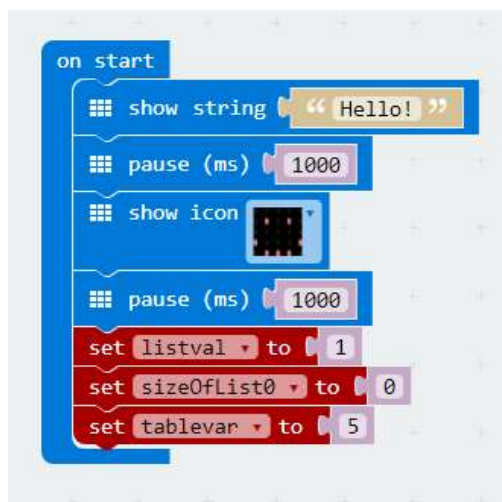 on start
show string “ Hello! ”
pause (ms) 1000
show icon
pause (ms) 1000
set listval to 1
set sizeOfList0 to 0
set tablevar to 5